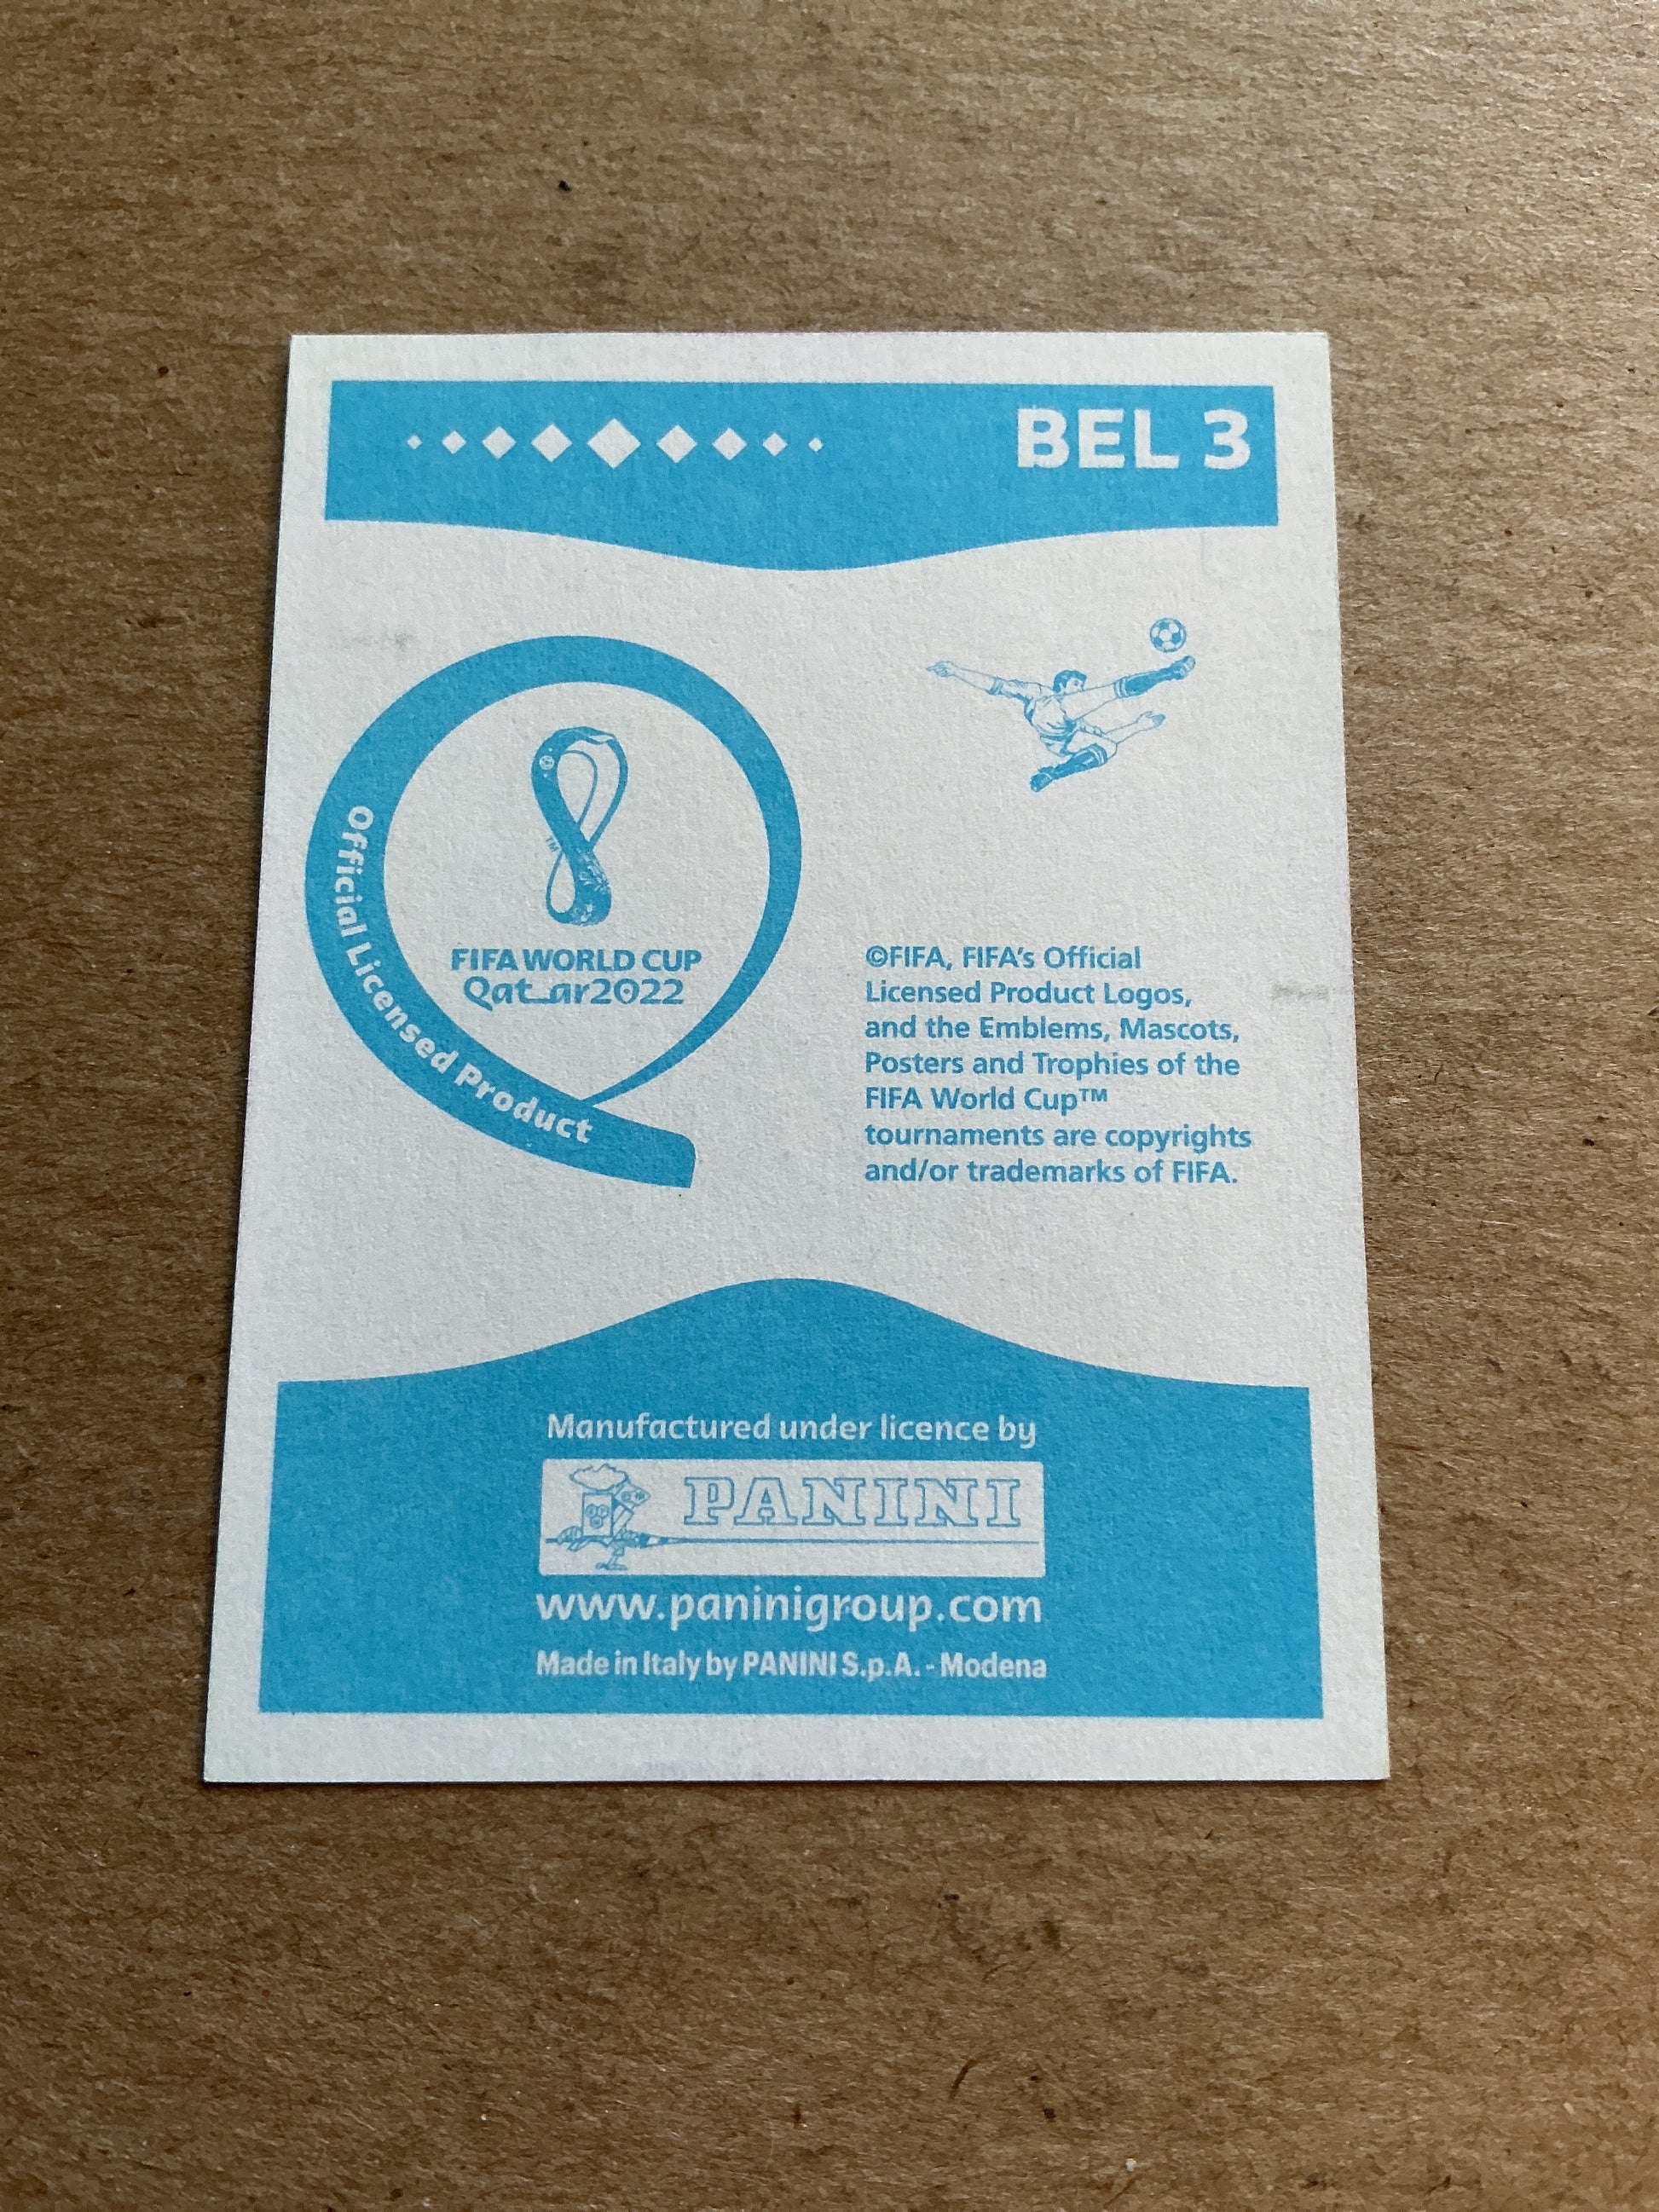 BEL 3
Official Licensed Product
TM
FIFA WORLD CUP
Qatar2022
©FIFA, FIFA's Official
Licensed Product Logos,
and the Emblems, Mascots,
Posters and Trophies of the
FIFA World Cup™
tournaments are copyrights
and/or trademarks of FIFA.
Manufactured under licence by
PANINI
www.paninigroup.com
Made in Italy by PANINI S.p.A. - Modena